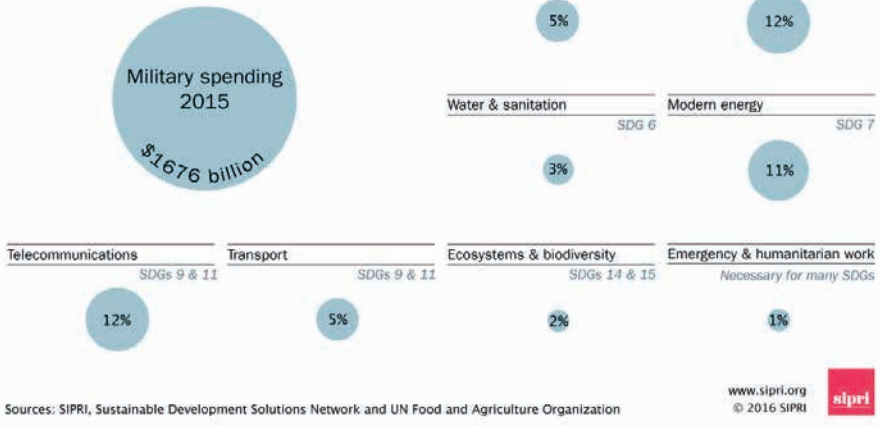 5%
12%
Military spending
2015
$1676 billion
Water & sanitation
SDG 6
3%
Modern energy
SDG 7
11%
Telecommunications
SDGs 9 & 11
12%
Transport
SDGs 9 & 11
5%
Ecosystems & biodiversity
SDGs 14 & 15
2%
Emergency & humanitarian work
Necessary for many SDGs
1%
Sources: SIPRI, Sustainable Development Solutions Network and UN Food and Agriculture Organization
www.sipri.org
© 2016 SIPRI
sipri